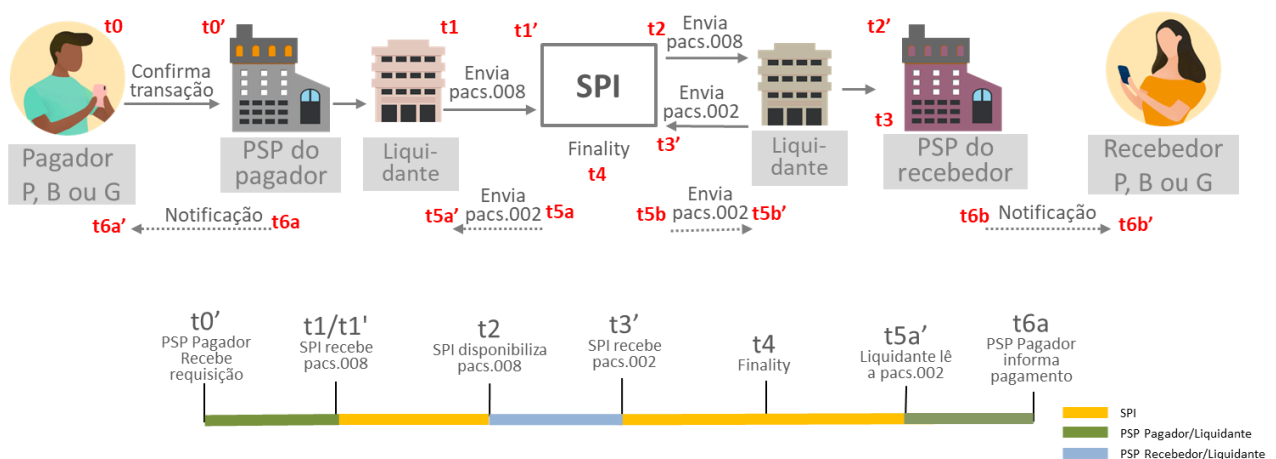 t0
t0’
t1
t1’
t2
Envia
pacs.008
t2’
Confirma
transação
Envia
pacs.008
SPI
Envia
pacs.002
t3
t3’
Finality
t4
Pagador
P, B ou G
PSP do
pagador
Liqui-
dante
Liqui-
dante
PSP do
recebedor
Recebedor
P, B ou G
t6a’
Notificação
t6a
t5a’
Envia
pacs.002
t5a
t5b
Envia
pacs.002
t5b’
t6b
Notificação
t6b’
t0’
PSP Pagador
Recebe
requisição
t1/t1'
SPI recebe
pacs.008
t2
SPI disponibiliza
pacs.008
t3’
SPI recebe
pacs.002
t4
Finality
t5a’
Liquidante lê
a pacs.002
t6a
PSP Pagador
informa
pagamento
SPI
PSP Pagador/Liquidante
PSP Recebedor/Liquidante